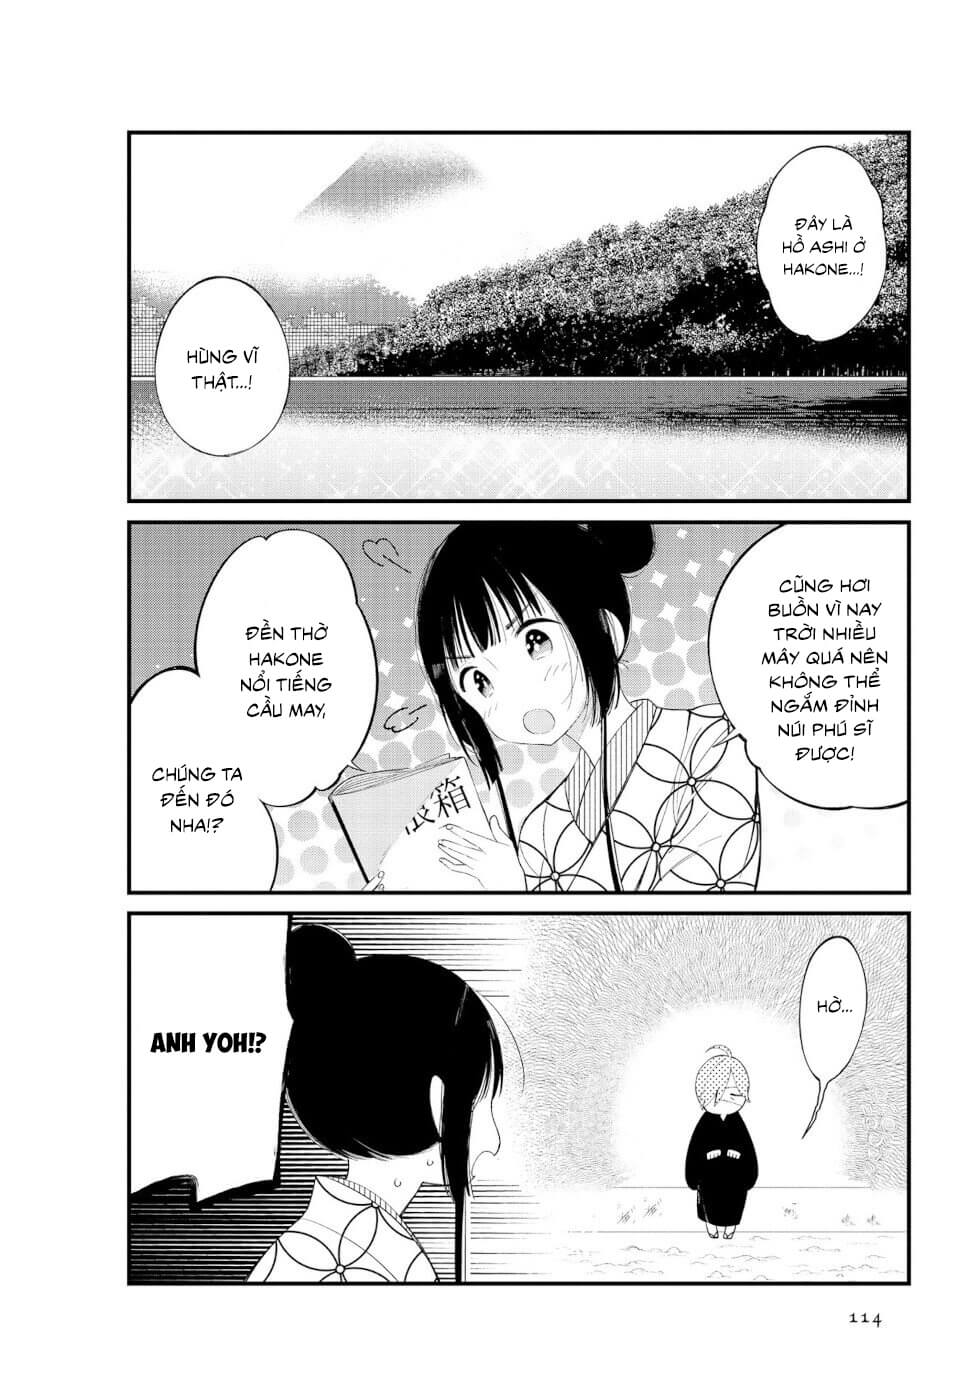 ĐÂY LÀ
HỒ ASHI Ở
HAKONE...!
HÙNG VĨ
THẬT...!
CŨNG HƠI
BUỒN VÌ NAY
TRỜI NHIỀU
MÂY QUÁ NÊN
KHÔNG THỂ
NGẮM ĐỈNH
NÚI PHÚ SĨ
ĐƯỢC!
ĐỀN THỜ
HAKONE
NỔI TIẾNG
CẦU MAY,
CHÚNG TA
ĐẾN ĐÓ
NHA!?
箱
HỜ...
ANH YOH!?
114